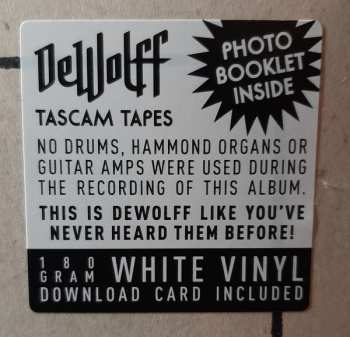 DeWolff
PHOTO
BOOKLET
INSIDE
TASCAM TAPES
NO DRUMS, HAMMOND ORGANS OR
GUITAR AMPS WERE USED DURING
THE RECORDING OF THIS ALBUM.
THIS IS DEWOLFF LIKE YOU'VE
NEVER HEARD THEM BEFORE!
180
GRAM WHITE VINYL
DOWNLOAD CARD INCLUDED